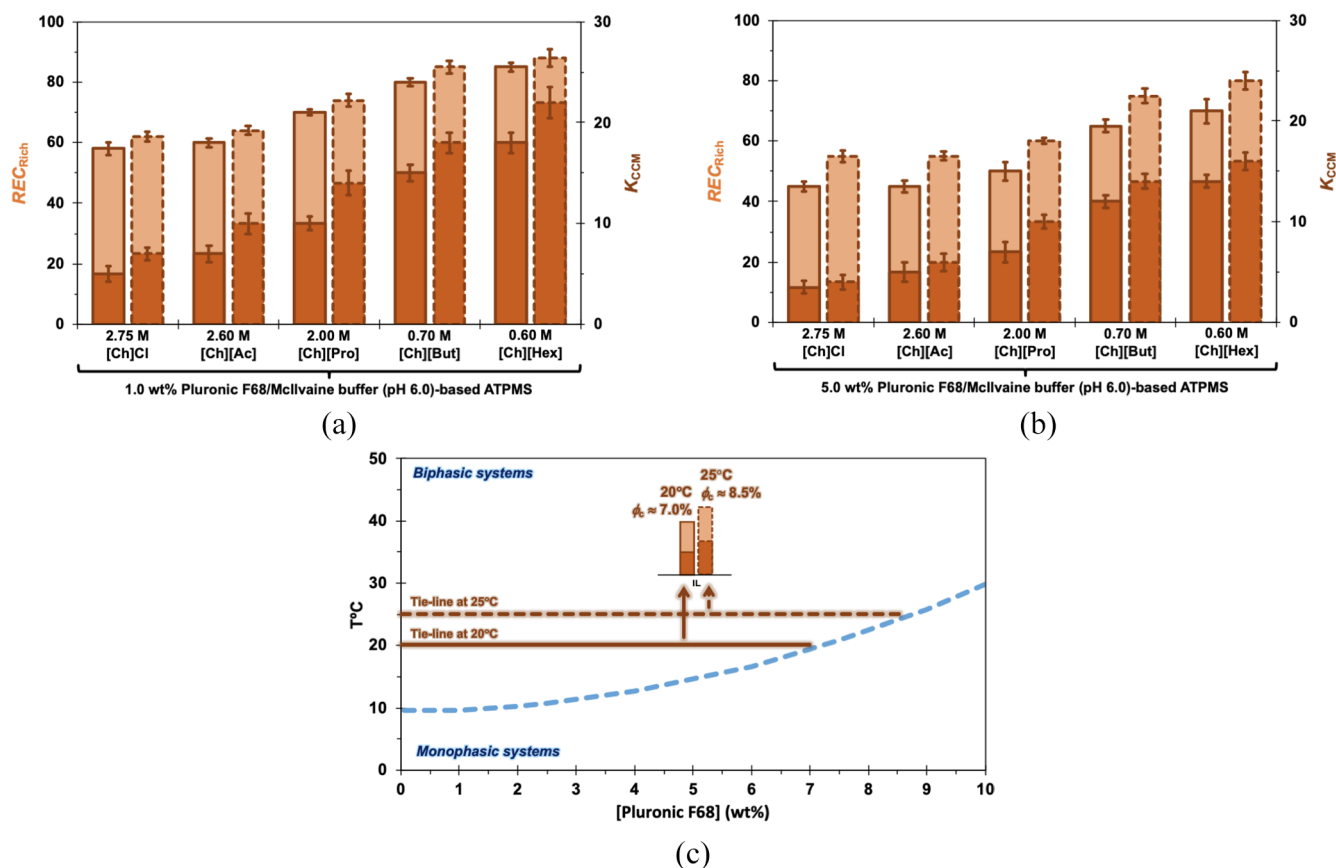 100
80
60
40
20
0
REC_Rich
30
20
10
0
K_CCM
2.75 M
[Ch]Cl
2.60 M
[Ch][Ac]
2.00 M
[Ch][Pro]
0.70 M
[Ch][But]
0.60 M
[Ch][Hex]
1.0 wt% Pluronic F68/McIlvaine buffer (pH 6.0)-based ATPMS
(a)
100
80
60
40
20
0
REC_Rich
30
20
10
0
K_CCM
2.75 M
[Ch]Cl
2.60 M
[Ch][Ac]
2.00 M
[Ch][Pro]
0.70 M
[Ch][But]
0.60 M
[Ch][Hex]
5.0 wt% Pluronic F68/McIlvaine buffer (pH 6.0)-based ATPMS
(b)
50
40
30
20
10
0
T°C
Biphasic systems
20°C
ϕc ≈ 7.0%
25°C
ϕc ≈ 8.5%
IL
Tie-line at 25°C
Tie-line at 20°C
Monophasic systems
0 1 2 3 4 5 6 7 8 9 10
[Pluronic F68] (wt%)
(c)